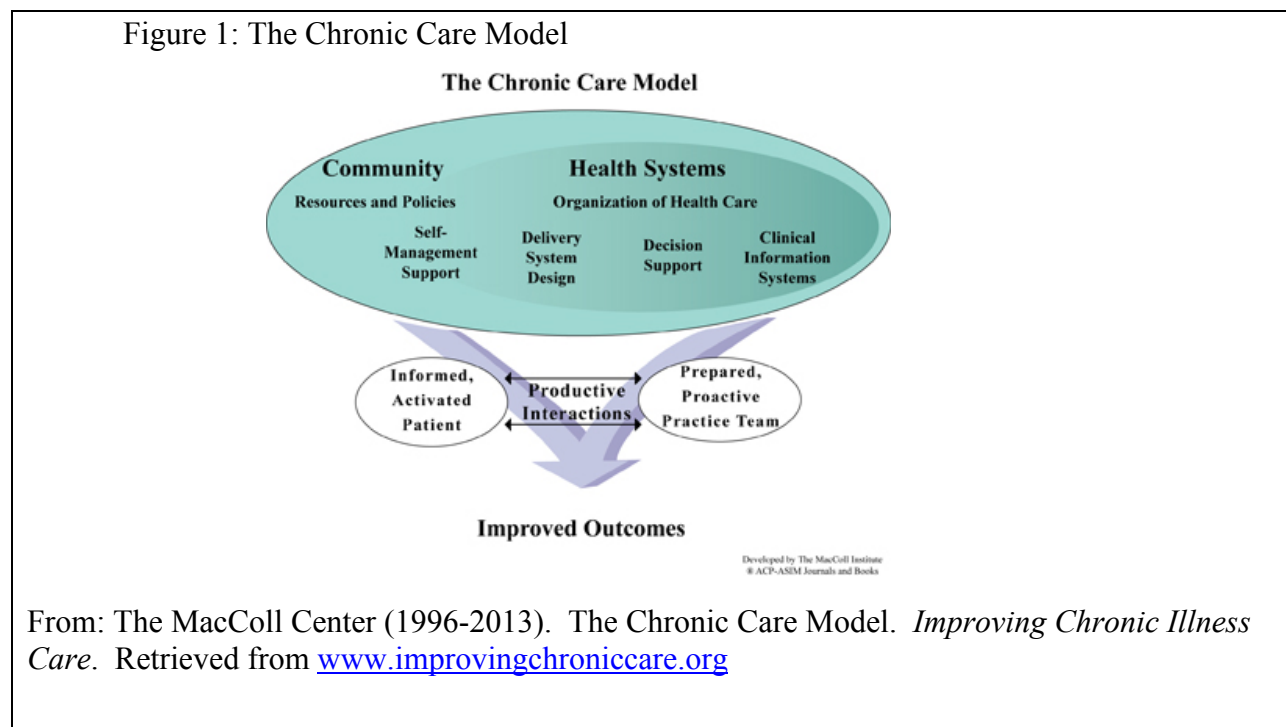 Figure 1: The Chronic Care Model
The Chronic Care Model
Community
Resources and Policies
Health Systems
Organization of Health Care
Self-
Management
Support
Delivery
System
Design
Decision
Support
Clinical
Information
Systems
Informed,
Activated
Patient
Productive
Interactions
Prepared,
Proactive
Practice Team
Improved Outcomes
Developed by The MacColl Institute
® ACP-ASIM Journals and Books
From: The MacColl Center (1996-2013). The Chronic Care Model. Improving Chronic Illness
Care. Retrieved from www.improvingchroniccare.org